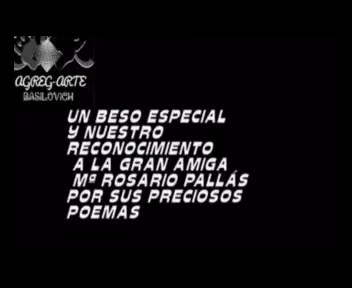 AGREG-ARTE
BASILOVICH
UN BESO ESPECIAL
Y NUESTRO
RECONOCIMIENTO
A LA GRAN AMIGA
Mª ROSARIO PALLÁS
POR SUS PRECIOSOS
POEMAS